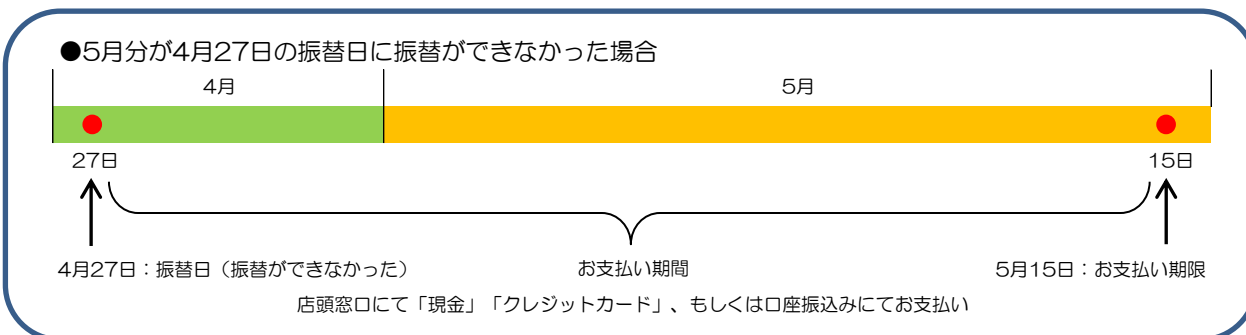 ●5月分が4月27日の振替日に振替ができなかった場合
4月
5月
27日
15日
4月27日：振替日（振替ができなかった）
お支払い期間
5月15日：お支払い期限
店頭窓口にて「現金」「クレジットカード」、もしくは口座振込みにてお支払い